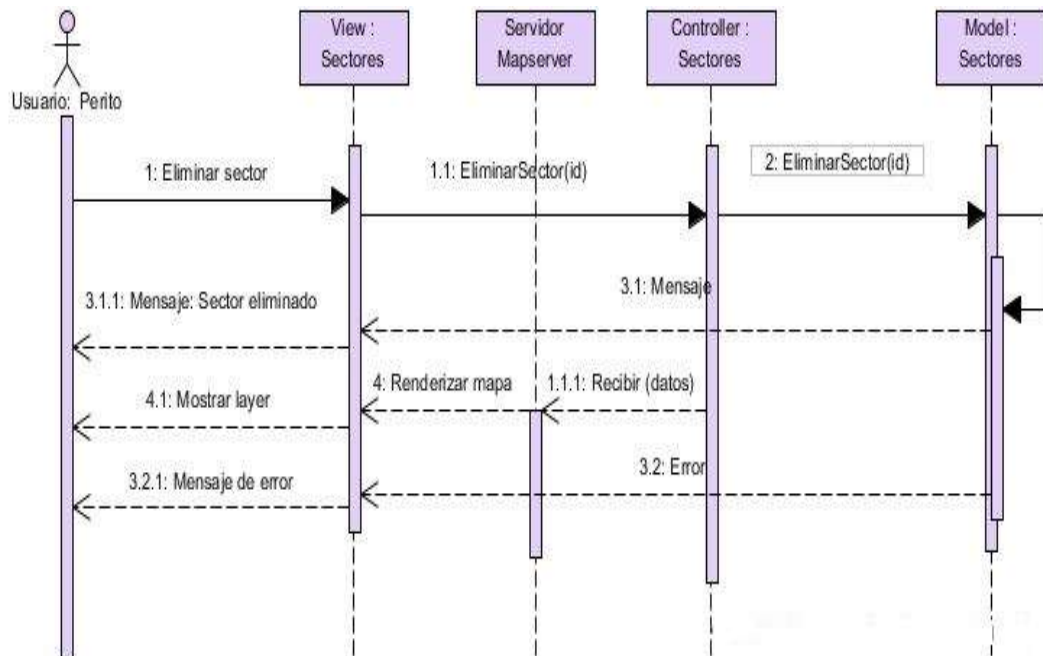 View :
Sectores
Servidor
Mapserver
Controller :
Sectores
Model :
Sectores
Usuario: Perito
1: Eliminar sector
1.1: EliminarSector(id)
2: EliminarSector(id)
3.1.1: Mensaje: Sector eliminado
3.1: Mensaje
4: Renderizar mapa
1.1.1: Recibir (datos)
4.1: Mostrar layer
3.2: Error
3.2.1: Mensaje de error